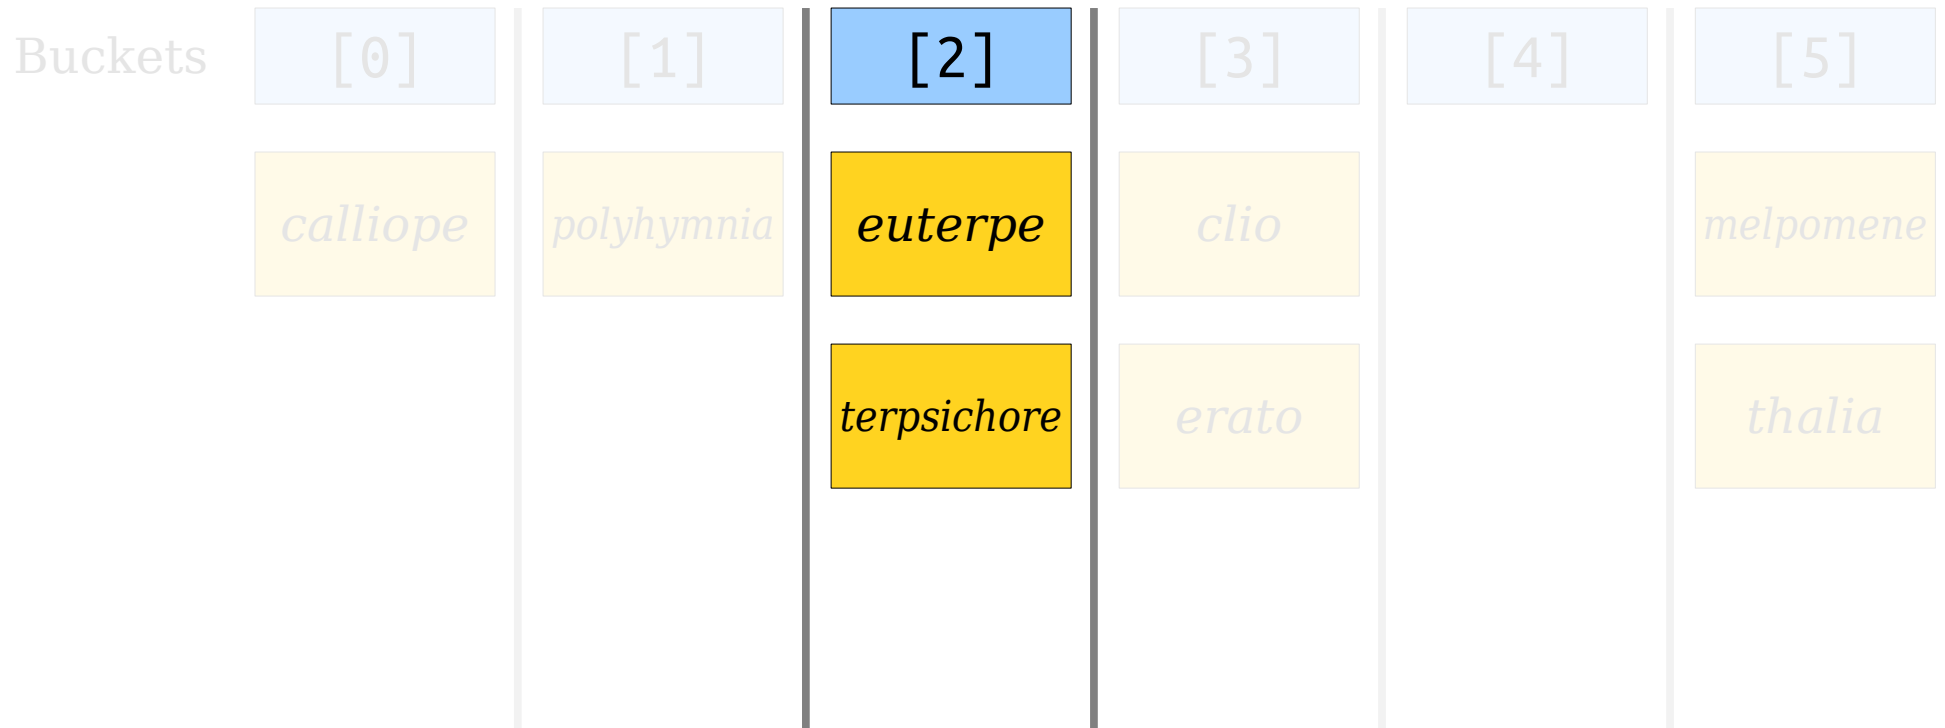 Buckets [0] [1] [2] [3] [4] [5]
calliope polyhymnia euterpe clio melpomene
terpsichore erato thalia